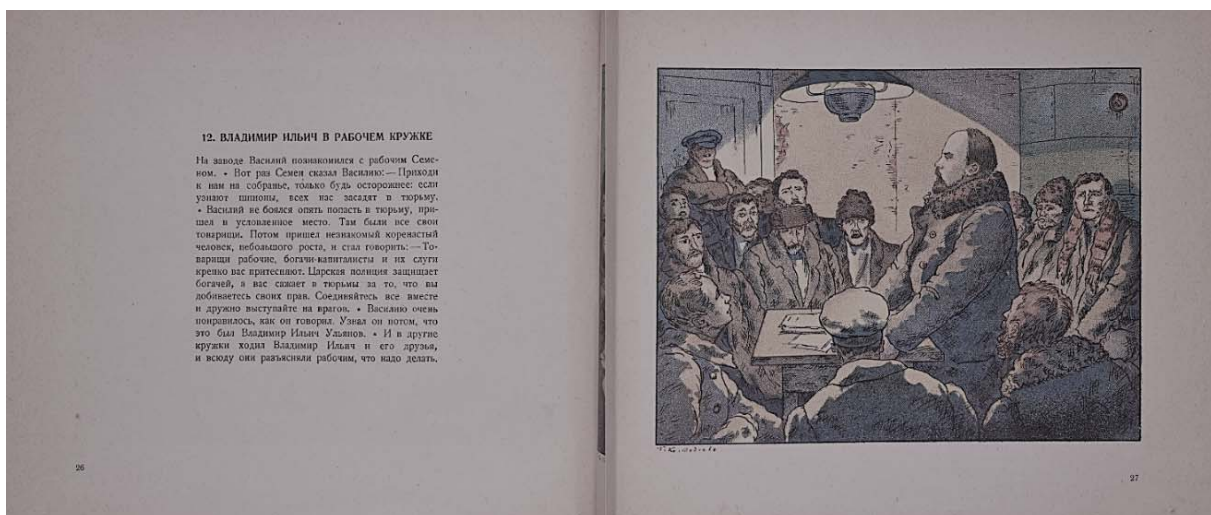 12. ВЛАДИМИР ИЛЬИЧ В РАБОЧЕМ КРУЖКЕ
На заводе Василий познакомился с рабочим Семе-
ном. • Вот раз Семен сказал Василию: — Приходи
к нам на собранье, только будь осторожнее: если
узнают шпионы, всех нас засадят в тюрьму.
• Василий не боялся опять попасть в тюрьму, при-
шел в условленное место. Там были все свои
товарищи. Потом пришел незнакомый коренастый
человек, небольшого роста, и стал говорить: — То-
варищи рабочие, богачи-капиталисты и их слуги
крепко вас притесняют. Царская полиция защищает
богачей, а вас сажает в тюрьмы за то, что вы
добиваетесь своих прав. Соединяйтесь все вместе
и дружно выступайте на врагов. • Василию очень
понравилось, как он говорил. Узнал он потом, что
это был Владимир Ильич Ульянов. • И в другие
кружки ходил Владимир Ильич и его друзья,
и всюду они разъясняли рабочим, что надо делать.
26
27